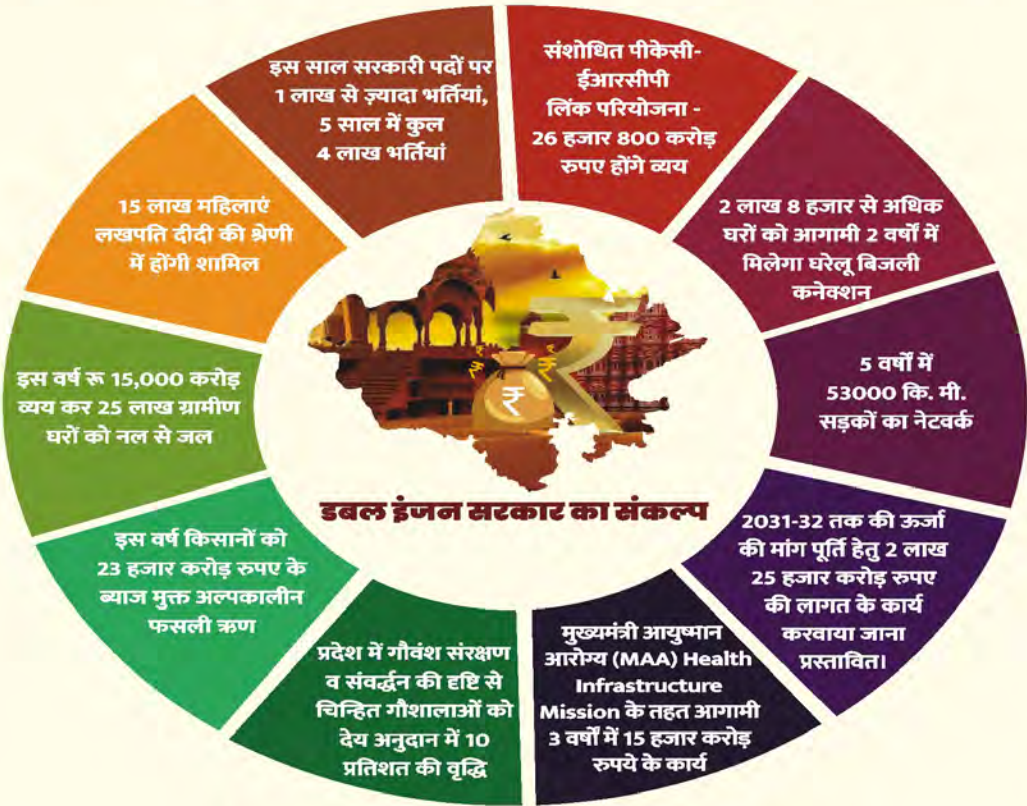 इस साल सरकारी पदों पर
1 लाख से ज़्यादा भर्तियां,
5 साल में कुल
4 लाख भर्तियां
संशोधित पीकेसी-
ईआरसीपी
लिंक परियोजना -
26 हजार 800 करोड़
रुपए होंगे व्यय
2 लाख 8 हजार से अधिक
घरों को आगामी 2 वर्षों में
मिलेगा घरेलू बिजली
कनेक्शन
5 वर्षों में
53000 कि. मी.
सड़कों का नेटवर्क
2031-32 तक की ऊर्जा
की मांग पूर्ति हेतु 2 लाख
25 हजार करोड़ रुपए
की लागत के कार्य
करवाया जाना
प्रस्तावित।
मुख्यमंत्री आयुष्मान
आरोग्य (MAA) Health
Infrastructure
Mission के तहत आगामी
3 वर्षों में 15 हजार करोड़
रुपये के कार्य
प्रदेश में गौवंश संरक्षण
व संवर्द्धन की दृष्टि से
चिन्हित गौशालाओं को
देय अनुदान में 10
प्रतिशत की वृद्धि
इस वर्ष किसानों को
23 हजार करोड़ रुपए के
ब्याज मुक्त अल्पकालीन
फसली ऋण
इस वर्ष रू 15,000 करोड़
व्यय कर 25 लाख ग्रामीण
घरों को नल से जल
15 लाख महिलाएं
लखपति दीदी की श्रेणी
में होंगी शामिल
₹
₹ ₹
₹
डबल इंजन सरकार का संकल्प